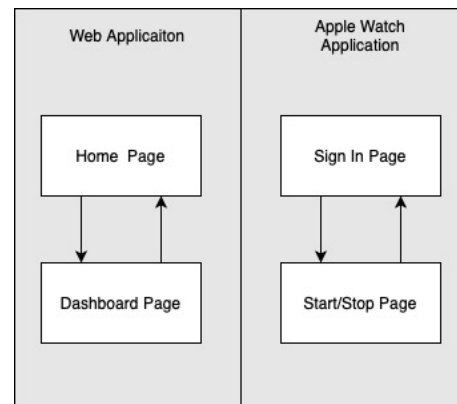 Web Applicaiton
Home Page
Dashboard Page
Apple Watch
Application
Sign In Page
Start/Stop Page